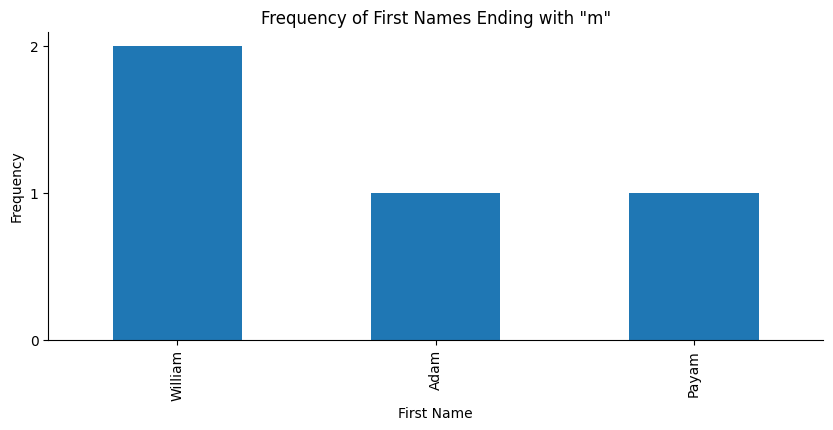 Frequency of First Names Ending with "m"
Frequency
2
1
0
William
Adam
Payam
First Name